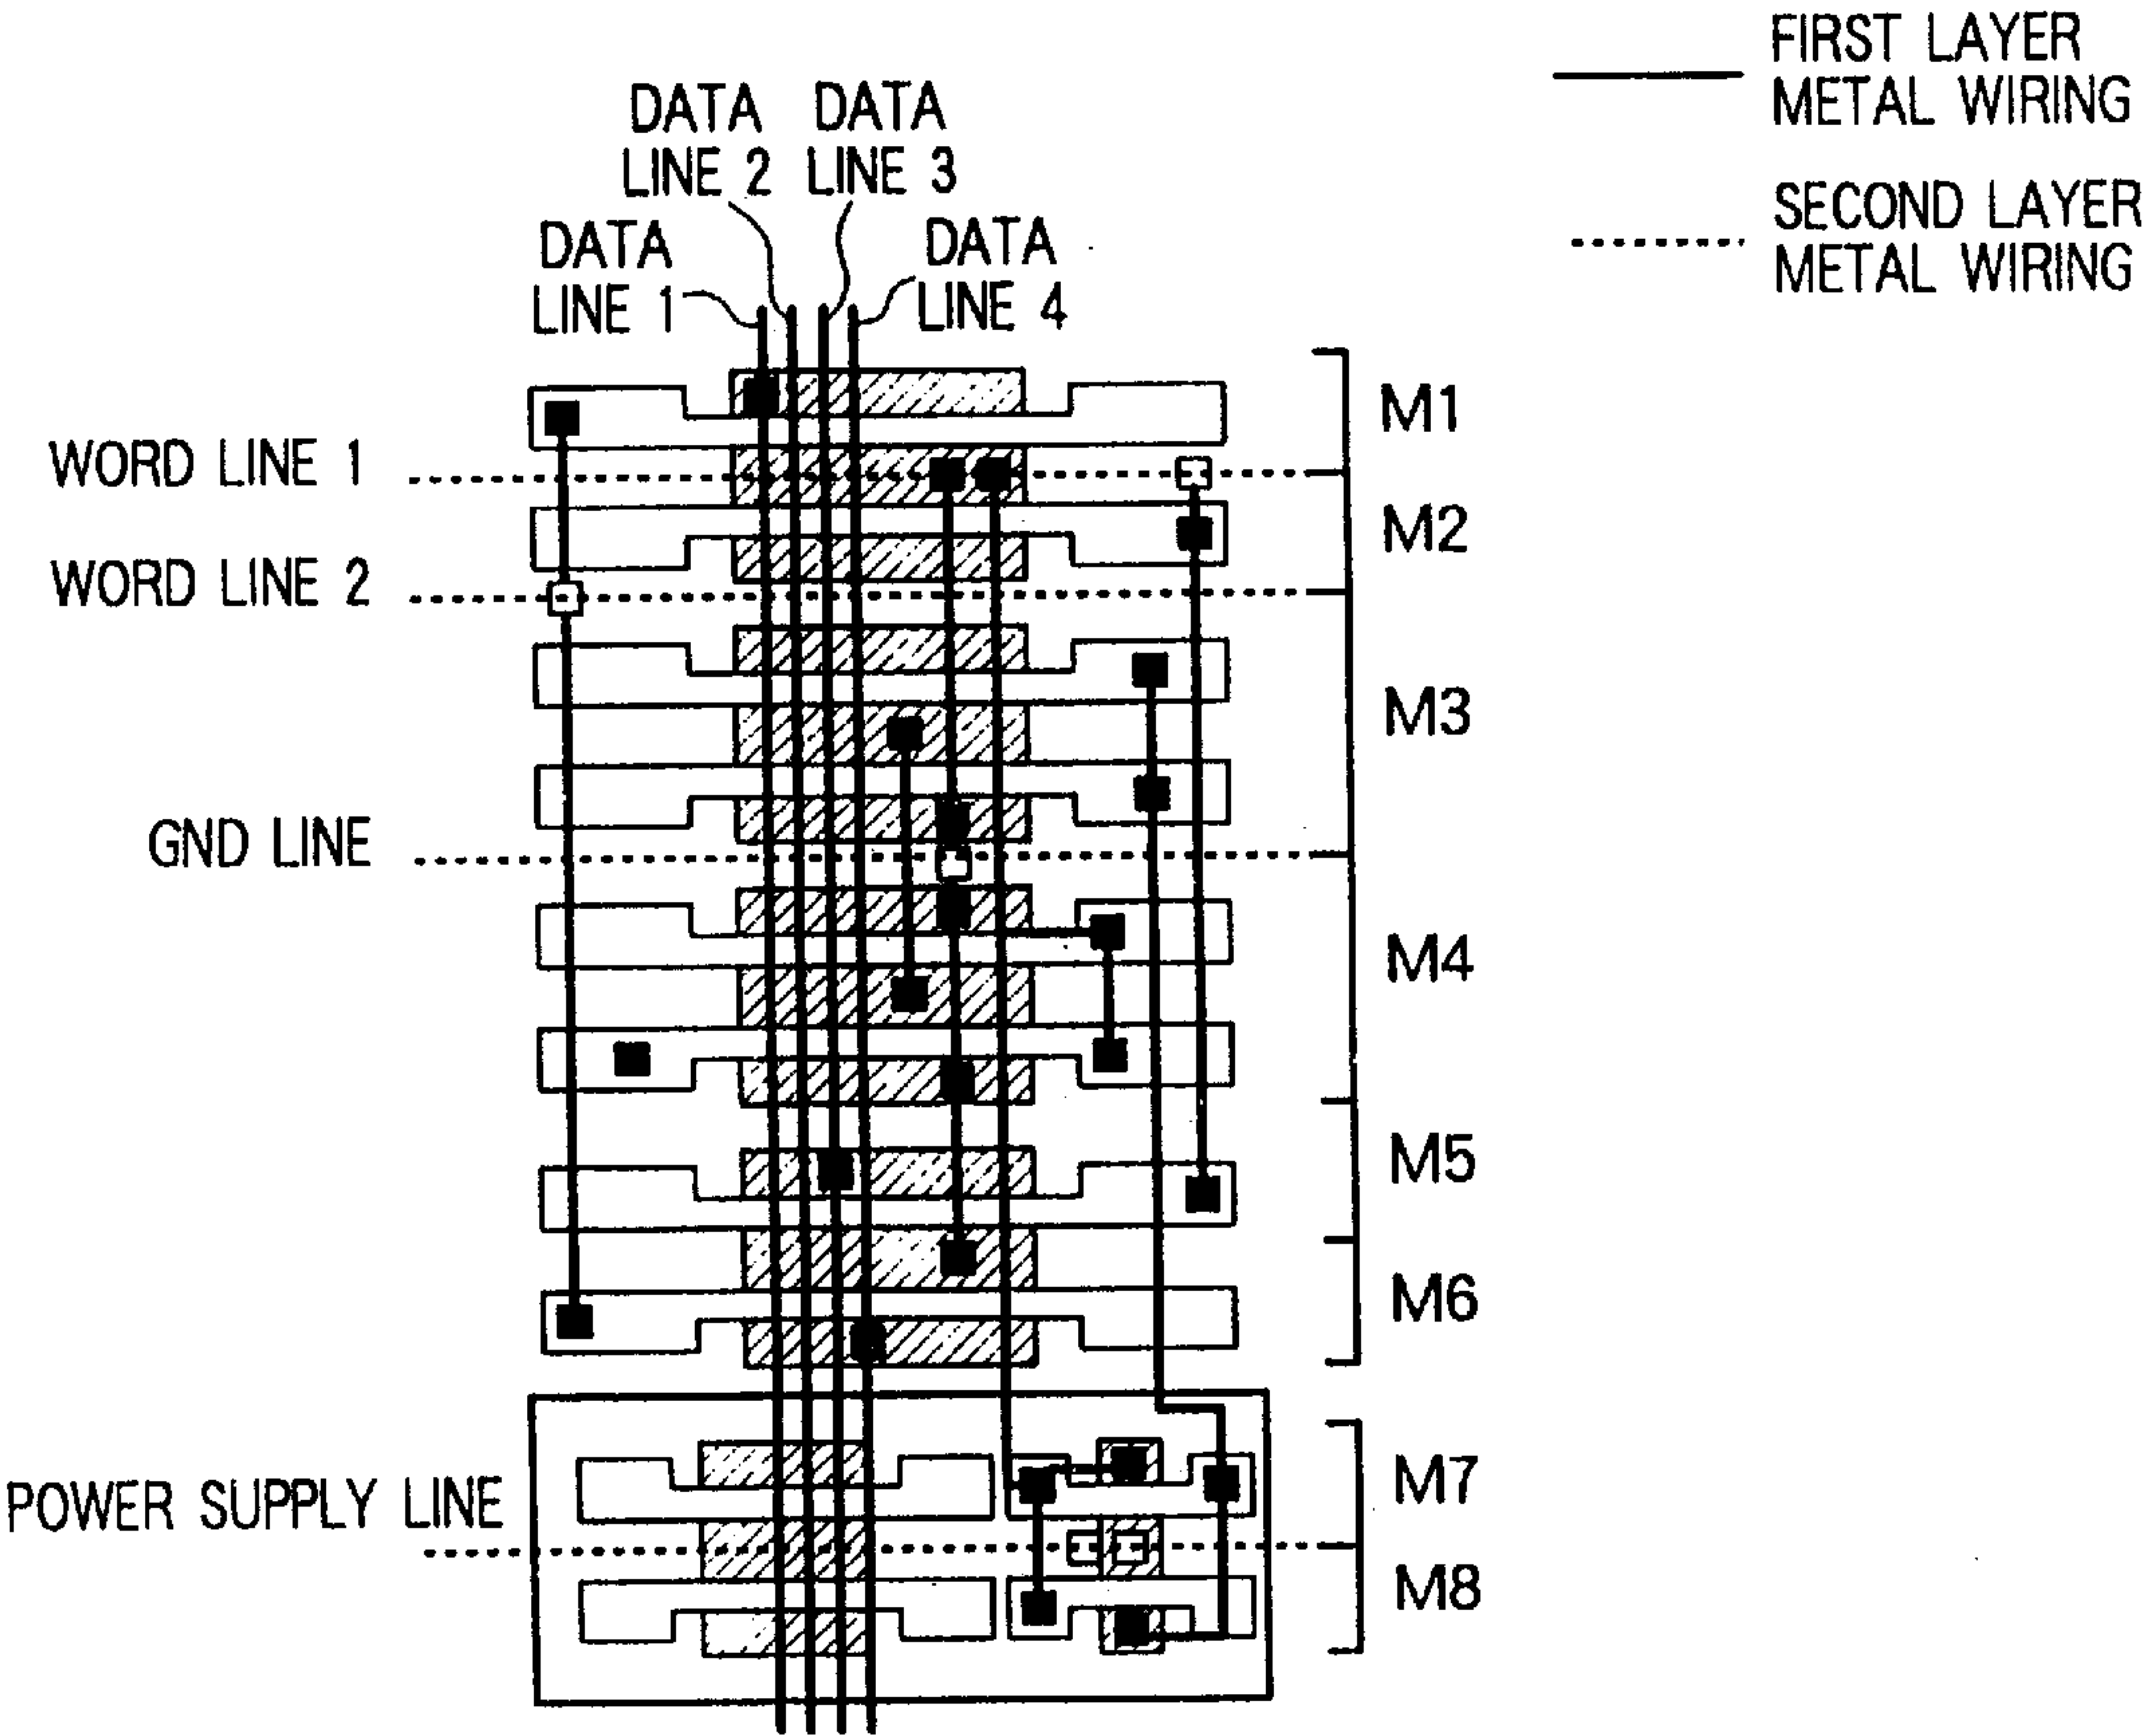 FIRST LAYER
METAL WIRING
SECOND LAYER
METAL WIRING
DATA
LINE 2
DATA
LINE 3
DATA
LINE 1
DATA
LINE 4
M1
WORD LINE 1
M2
WORD LINE 2
M3
GND LINE
M4
M5
M6
M7
POWER SUPPLY LINE
M8